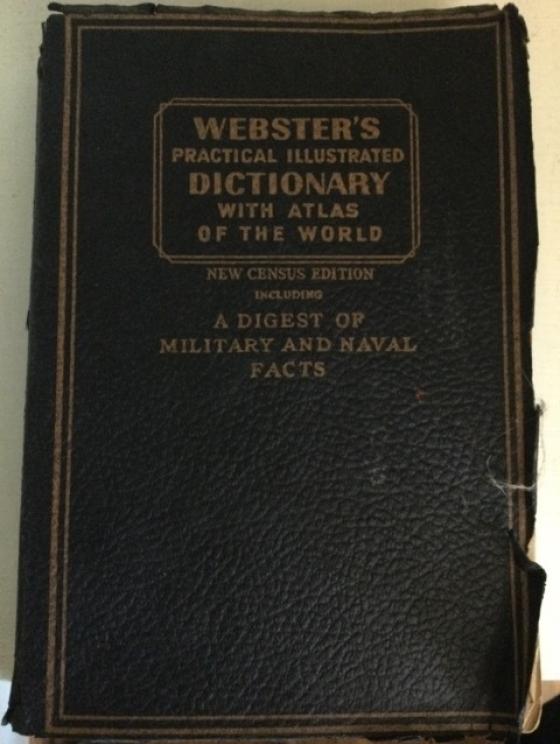 WEBSTER'S
PRACTICAL ILLUSTRATED
DICTIONARY
WITH ATLAS
OF THE WORLD
NEW CENSUS EDITION
INCLUDING
A DIGEST OF
MILITARY AND NAVAL
FACTS